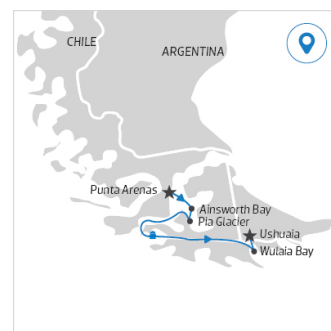 CHILE
ARGENTINA
Punta Arenas
Ainsworth Bay
Pia Glacier
Ushuaia
Wulaia Bay